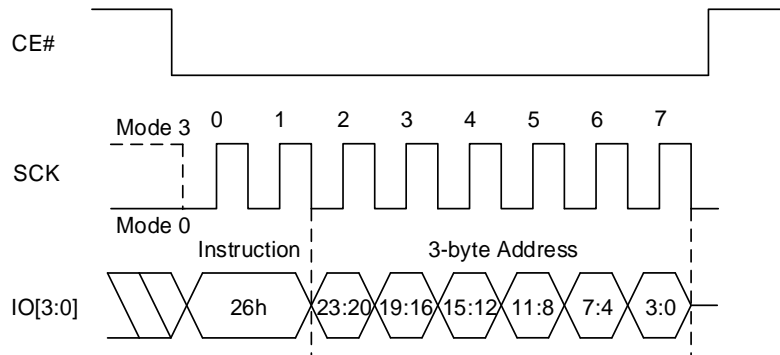 CE#
Mode 3
0 1 2 3 4 5 6 7
SCK
Mode 0
Instruction 3-byte Address
IO[3:0] 26h 23:20 19:16 15:12 11:8 7:4 3:0